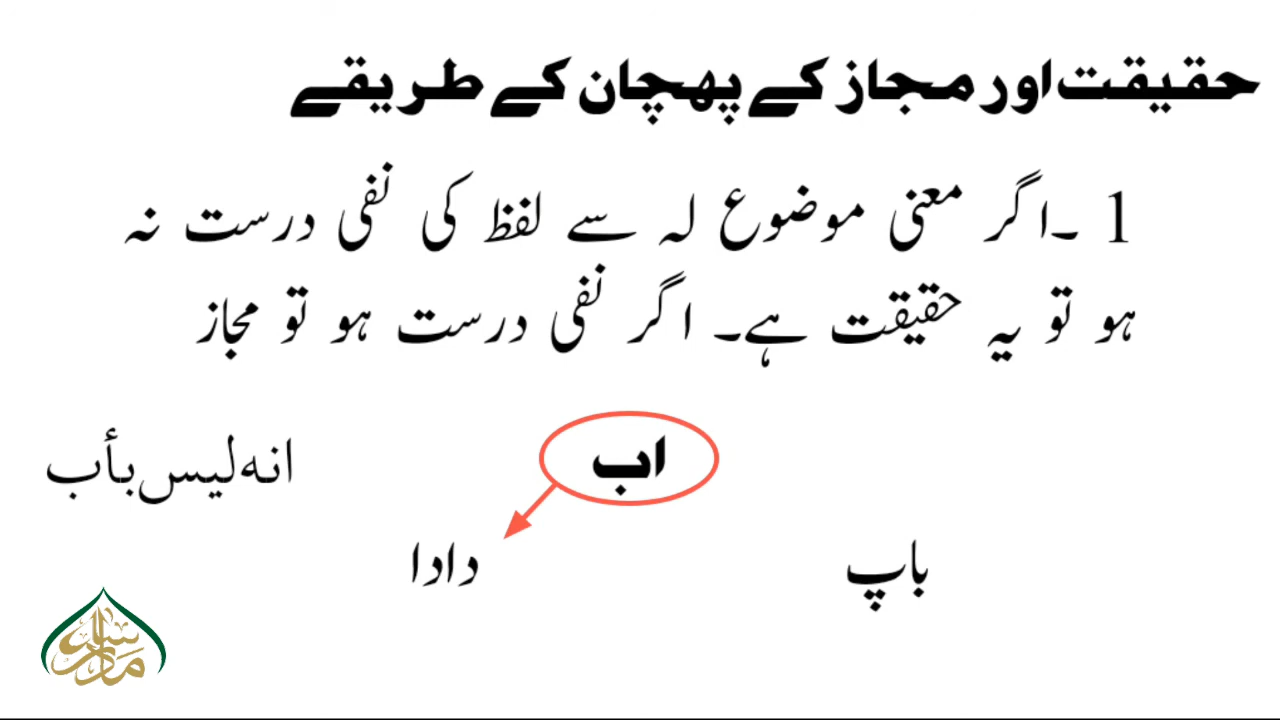 حقیقت اور مجاز کے پہچان کے طریقے
1 ۔اگر معنی موضوع لہ سے لفظ کی نفی درست نہ
ہو تو یہ حقیقت ہے۔ اگر نفی درست ہو تو مجاز
اب
انہ لیس بأب
باپ
دادا